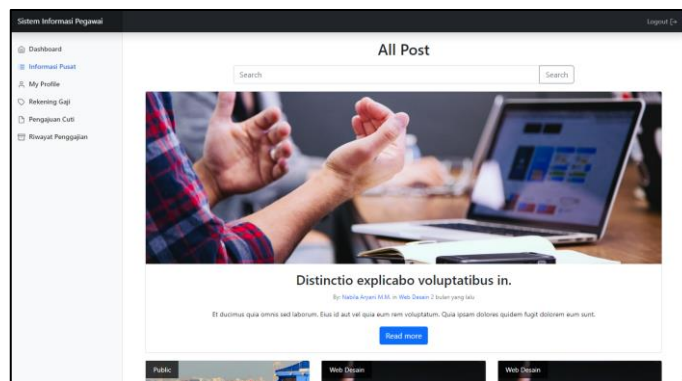 Sistem Informasi Pegawai
Logout
Dashboard
Informasi Pusat
My Profile
Rekening Gaji
Pengajuan Cuti
Riwayat Penggajian
All Post
Search
Search
Distinctio explicabo voluptatibus in.
By: Nabila Aryani M.M. in Web Desain 2 bulan yang lalu
Et ducimus quia omnis sed laborum. Eius id aut vel quia eum rem voluptatum. Quia ipsam dolores quidem fugit dolorem eum sunt.
Read more
Public
Web Desain
Web Desain